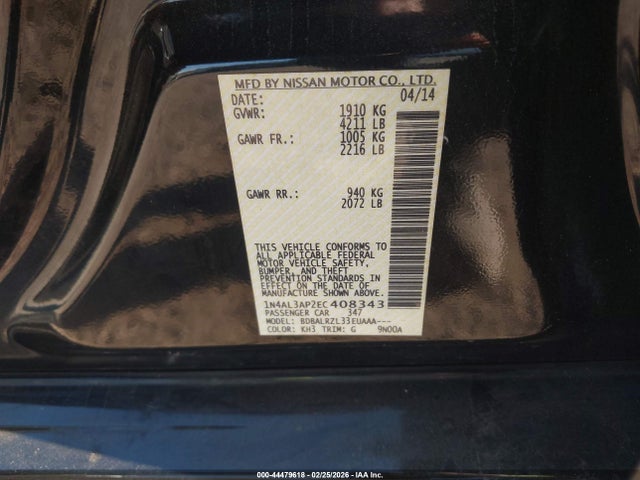 MFD BY NISSAN MOTOR CO., LTD.
DATE: 04/14
GVWR: 1910 KG
4211 LB
GAWR FR.: 1005 KG
2216 LB
GAWR RR.: 940 KG
2072 LB
THIS VEHICLE CONFORMS TO
ALL APPLICABLE FEDERAL
MOTOR VEHICLE SAFETY,
BUMPER, AND THEFT
PREVENTION STANDARDS IN
EFFECT ON THE DATE OF
MANUFACTURE SHOWN ABOVE.
1N4AL3AP2EC408343
PASSENGER CAR 347
MODEL: BDBALRZL33EUAAA---
COLOR: KH3 TRIM: G 9N00A
000-44479618 - 02/25/2026 - IAA Inc.